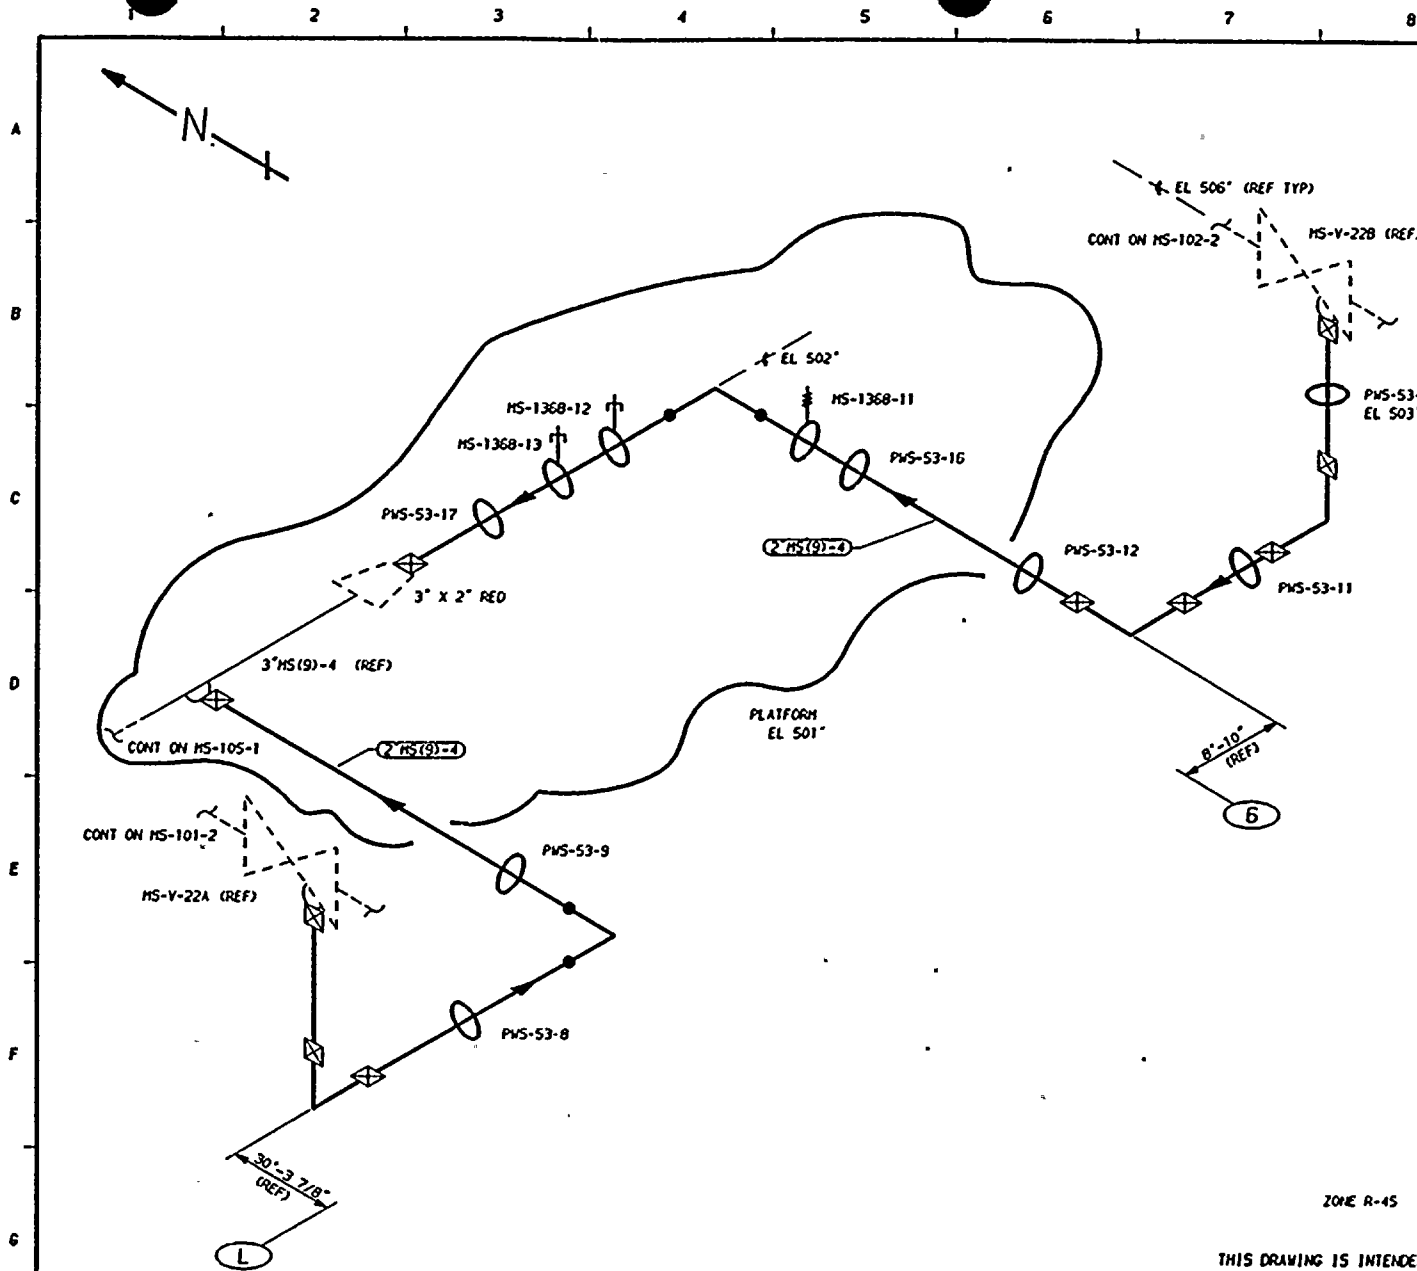 1 2 3 4 5 6 7 8
A
N
EL 506' (REF TYP)
CONT ON MS-102-2
MS-V-22B (REF)
B
EL 502'
MS-1368-12
MS-1368-11
PWS-53-
EL 503'
MS-1368-13
PWS-53-16
C
PWS-53-17
2"MS(9)-4
PWS-53-12
3" X 2" RED
PWS-53-11
3"MS(9)-4 (REF)
D
PLATFORM
EL 501'
CONT ON MS-105-1
2"MS(9)-4
8'-10"
(REF)
6
CONT ON MS-101-2
PWS-53-9
E
MS-V-22A (REF)
PWS-53-8
F
30'-3 7/8"
(REF)
ZONE R-45
G
L
THIS DRAWING IS INTENDE